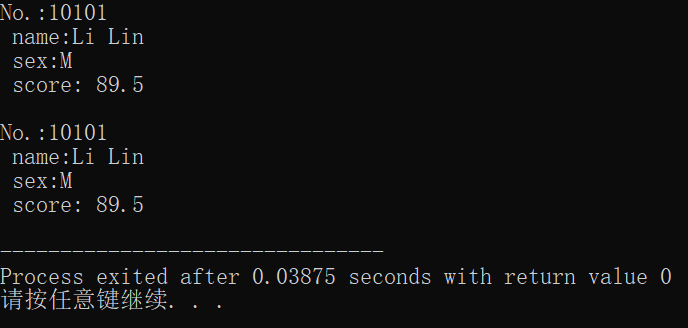 No.:10101
name:Li Lin
sex:M
score: 89.5
No.:10101
name:Li Lin
sex:M
score: 89.5
--------------------------------
Process exited after 0.03875 seconds with return value 0
请按任意键继续. . .